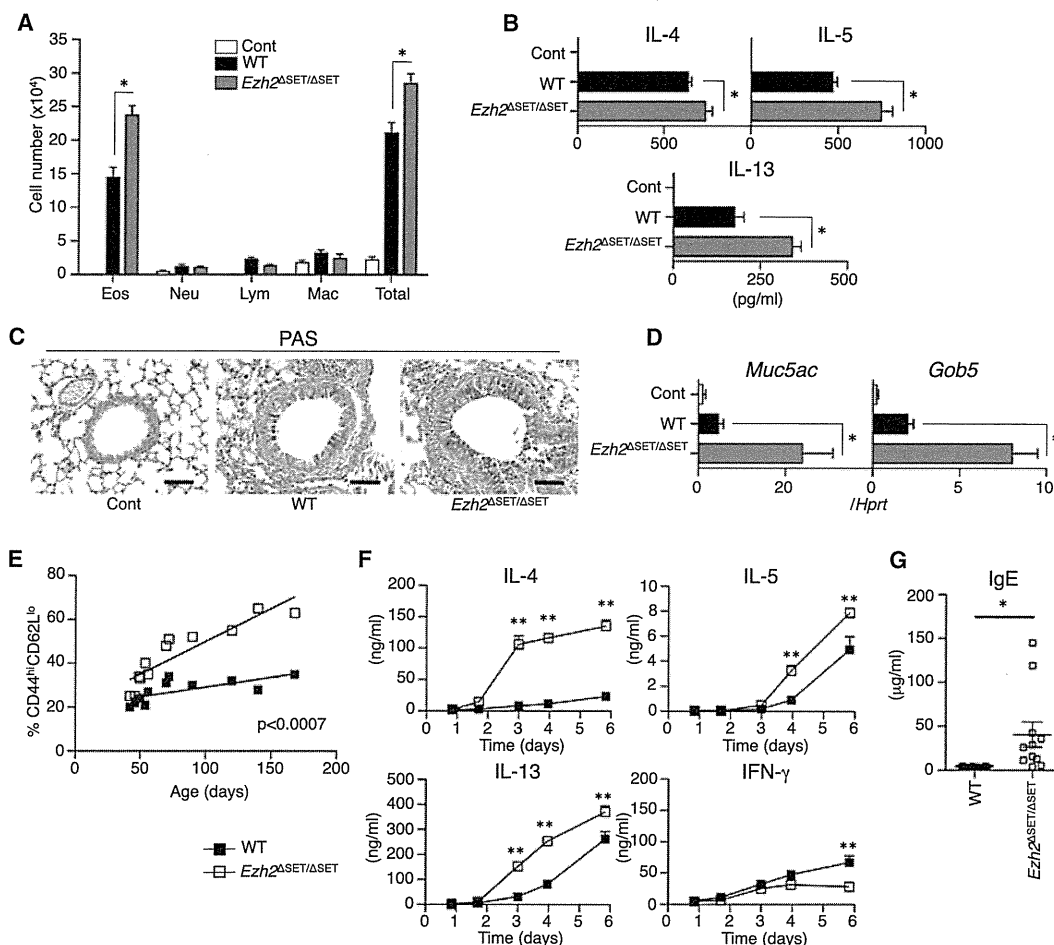 A
Cell number (x10⁴)
35
30
25
20
15
10
5
0
Cont
WT
Ezh2ΔSET/ΔSET
*
*
Eos Neu Lym Mac Total
B
IL-4 IL-5
Cont
WT
Ezh2ΔSET/ΔSET
*
*
0 500 0 500 1000
IL-13
Cont
WT
Ezh2ΔSET/ΔSET
*
0 250 500
(pg/ml)
C
PAS
Cont WT Ezh2ΔSET/ΔSET
D
Muc5ac Gob5
Cont
WT
Ezh2ΔSET/ΔSET
*
0 20 0 5 10
/Hprt
E
% CD44hiCD62Llo
80
60
40
20
0
p<0.0007
0 50 100 150 200
Age (days)
WT
Ezh2ΔSET/ΔSET
F
IL-4
(ng/ml)
200
150
100
50
0
** ** **
0 1 2 3 4 5 6
Time (days)
IL-5
(ng/ml)
10
8
6
4
2
0
** **
0 1 2 3 4 5 6
Time (days)
IL-13
(ng/ml)
500
400
300
200
100
0
** ** **
0 1 2 3 4 5 6
Time (days)
IFN-γ
(ng/ml)
200
150
100
50
0
**
0 1 2 3 4 5 6
Time (days)
G
IgE
(μg/ml)
200
150
100
50
0
*
WT
Ezh2ΔSET/ΔSET